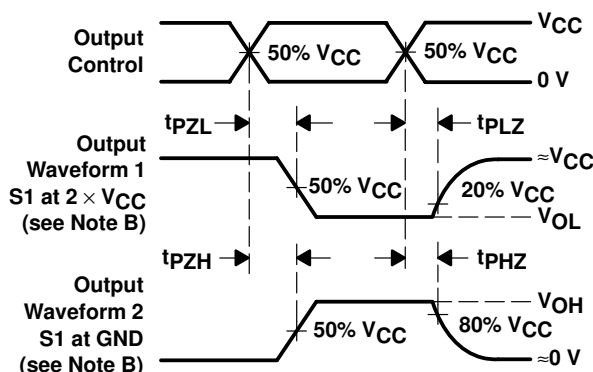 Output
Control
50% VCC
50% VCC
VCC
0 V
tPZL
tPLZ
Output
Waveform 1
S1 at 2 × VCC
(see Note B)
50% VCC
≈VCC
20% VCC
VOL
tPZH
tPHZ
Output
Waveform 2
S1 at GND
(see Note B)
50% VCC
VOH
80% VCC
≈0 V